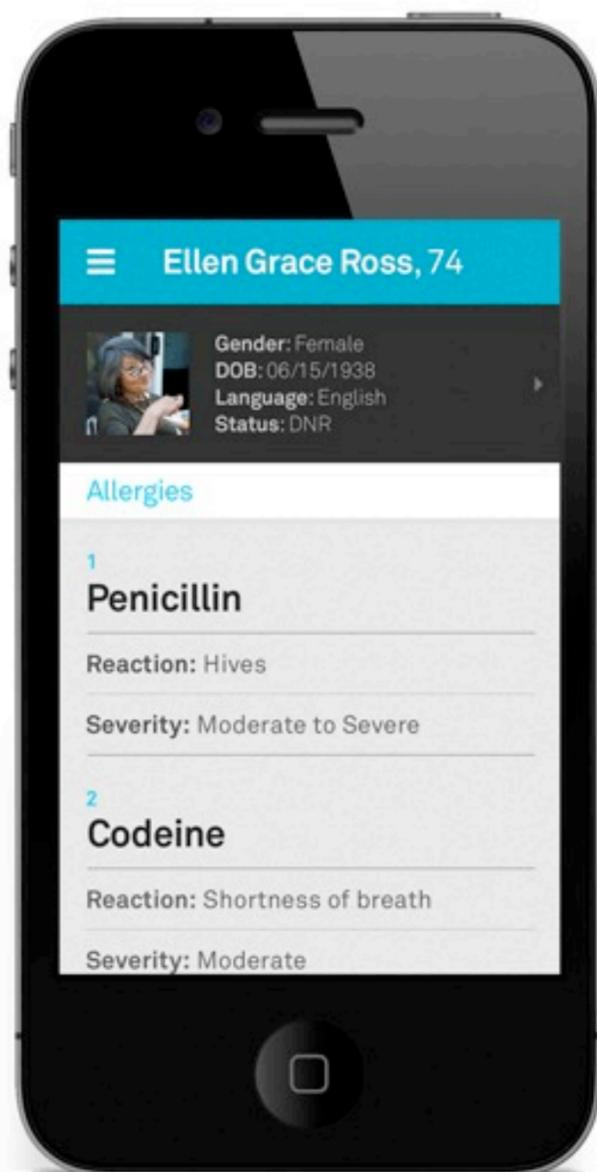 Ellen Grace Ross, 74
Gender: Female
DOB: 06/15/1938
Language: English
Status: DNR
Allergies
1
Penicillin
Reaction: Hives
Severity: Moderate to Severe
2
Codeine
Reaction: Shortness of breath
Severity: Moderate